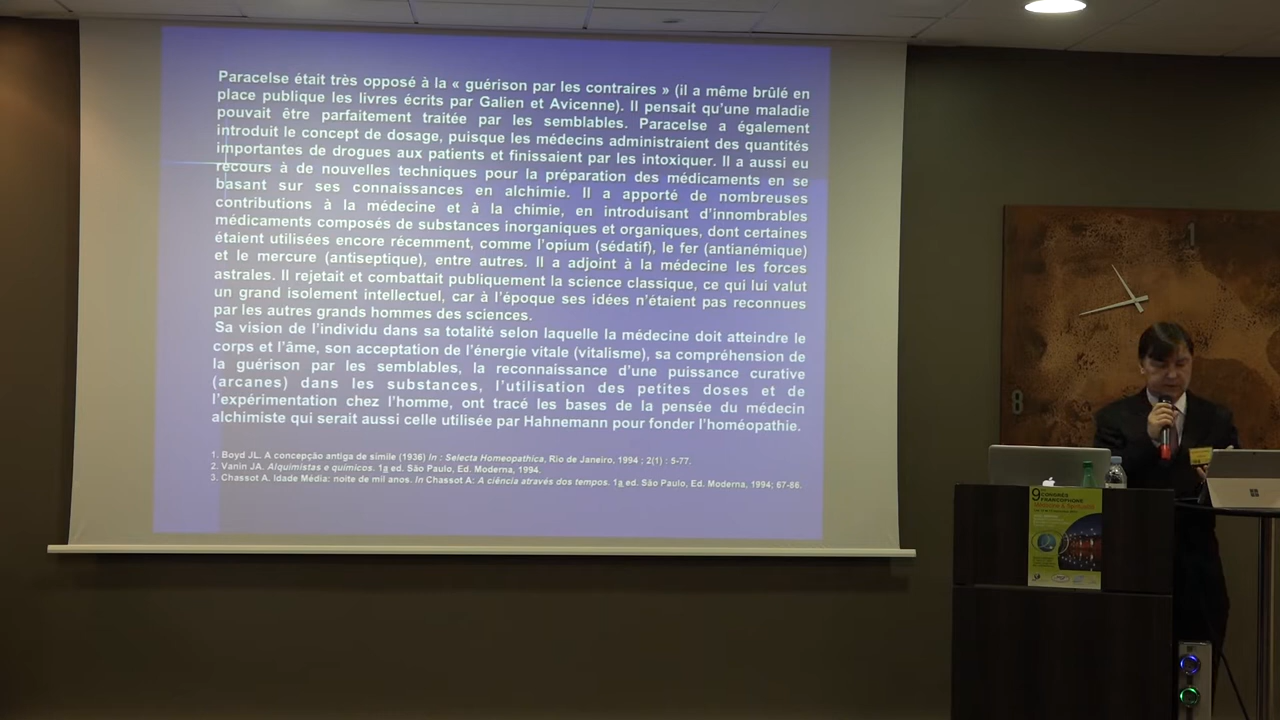 Paracelse était très opposé à la « guérison par les contraires » (il a même brûlé en
place publique les livres écrits par Galien et Avicenne). Il pensait qu'une maladie
pouvait être parfaitement traitée par les semblables. Paracelse a également
introduit le concept de dosage, puisque les médecins administraient des quantités
importantes de drogues aux patients et finissaient par les intoxiquer. Il a aussi eu
recours à de nouvelles techniques pour la préparation des médicaments en se
basant sur ses connaissances en alchimie. Il a apporté de nombreuses
contributions à la médecine et à la chimie, en introduisant d'innombrables
médicaments composés de substances inorganiques et organiques, dont certaines
étaient utilisées encore récemment, comme l'opium (sédatif), le fer (antianémique)
et le mercure (antiseptique), entre autres. Il a adjoint à la médecine les forces
astrales. Il rejetait et combattait publiquement la science classique, ce qui lui valut
un grand isolement intellectuel, car à l'époque ses idées n'étaient pas reconnues
par les autres grands hommes des sciences.
Sa vision de l'individu dans sa totalité selon laquelle la médecine doit atteindre le
corps et l'âme, son acceptation de l'énergie vitale (vitalisme), sa compréhension de
la guérison par les semblables, la reconnaissance d'une puissance curative
(arcanes) dans les substances, l'utilisation des petites doses et de
l'expérimentation chez l'homme, ont tracé les bases de la pensée du médecin
alchimiste qui serait aussi celle utilisée par Hahnemann pour fonder l'homéopathie.
1. Boyd JL. A concepção antiga de simile (1936) In : Selecta Homeopathica, Rio de Janeiro, 1994 ; 2(1) : 5-77.
2. Vanin JA. Alquimistas e químicos. 1a ed. São Paulo, Ed. Moderna, 1994.
3. Chassot A. Idade Média: noite de mil anos. In Chassot A: A ciência através dos tempos. 1a ed. São Paulo, Ed. Moderna, 1994; 67-86.
1
8
9 CONGRÈS
FRANCOPHONE